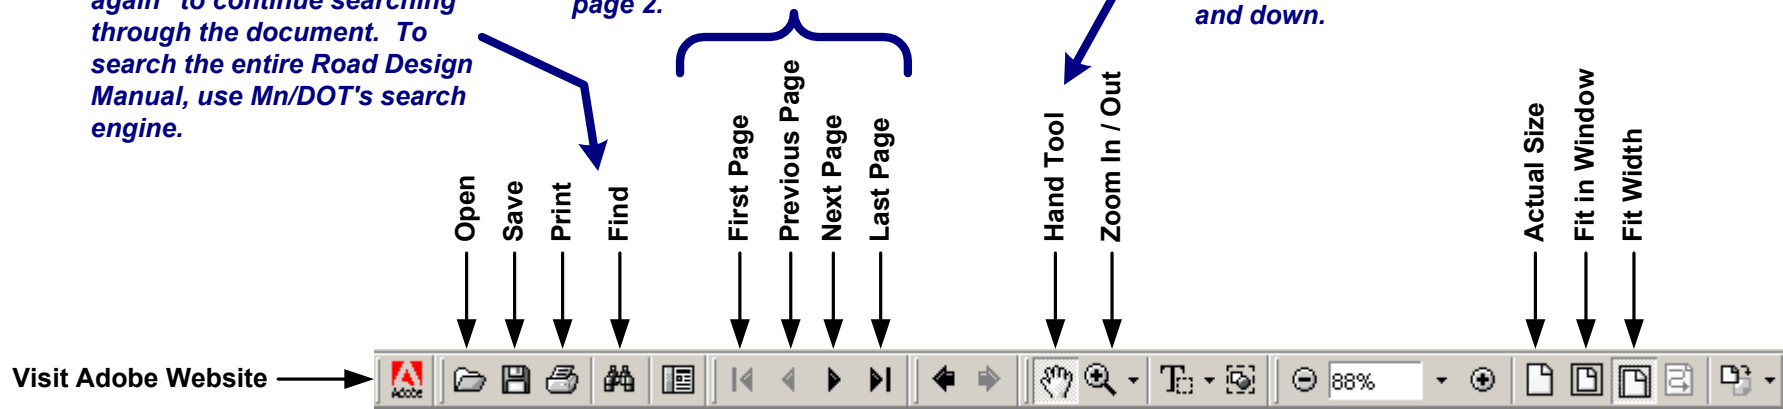 again" to continue searching
through the document. To
search the entire Road Design
Manual, use Mn/DOT's search
engine.
page 2.
and down.
Open
Save
Print
Find
First Page
Previous Page
Next Page
Last Page
Hand Tool
Zoom In / Out
Actual Size
Fit in Window
Fit Width
Visit Adobe Website
Adobe
88%